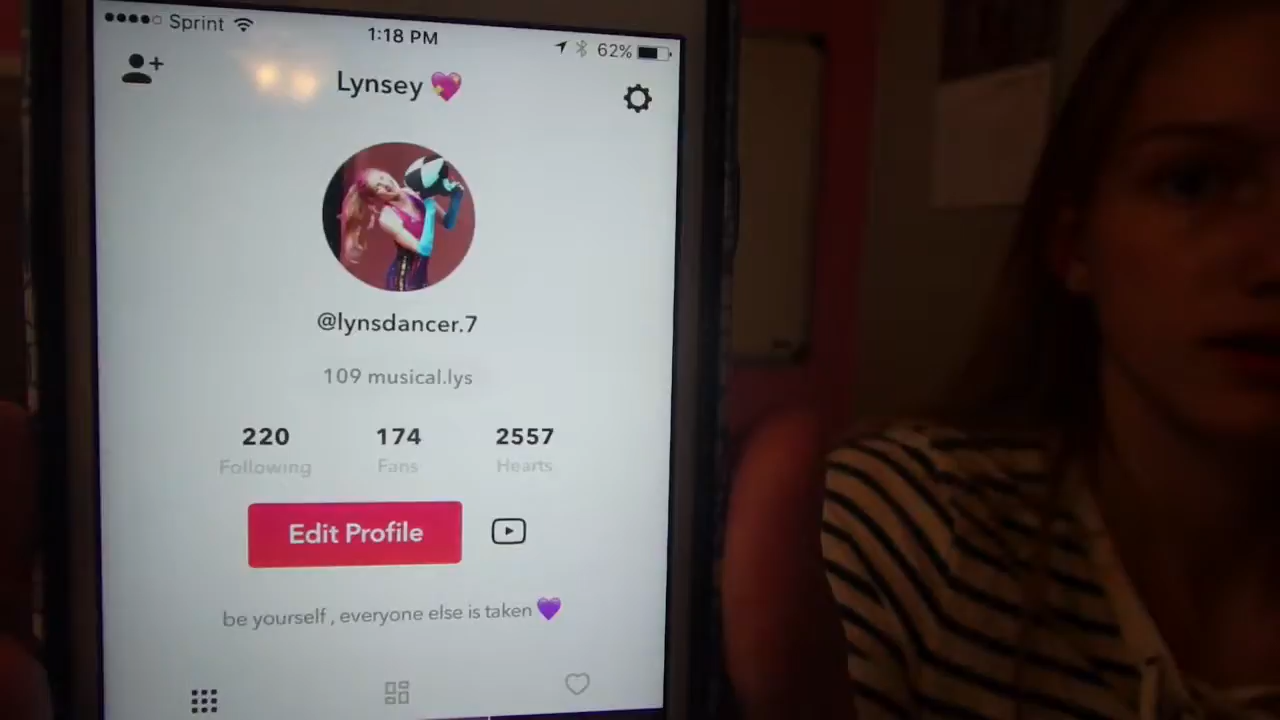 Sprint
1:18 PM
62%
Lynsey 💖
@lynsdancer.7
109 musical.lys
220 174 2557
Following Fans Hearts
Edit Profile
be yourself , everyone else is taken 💜